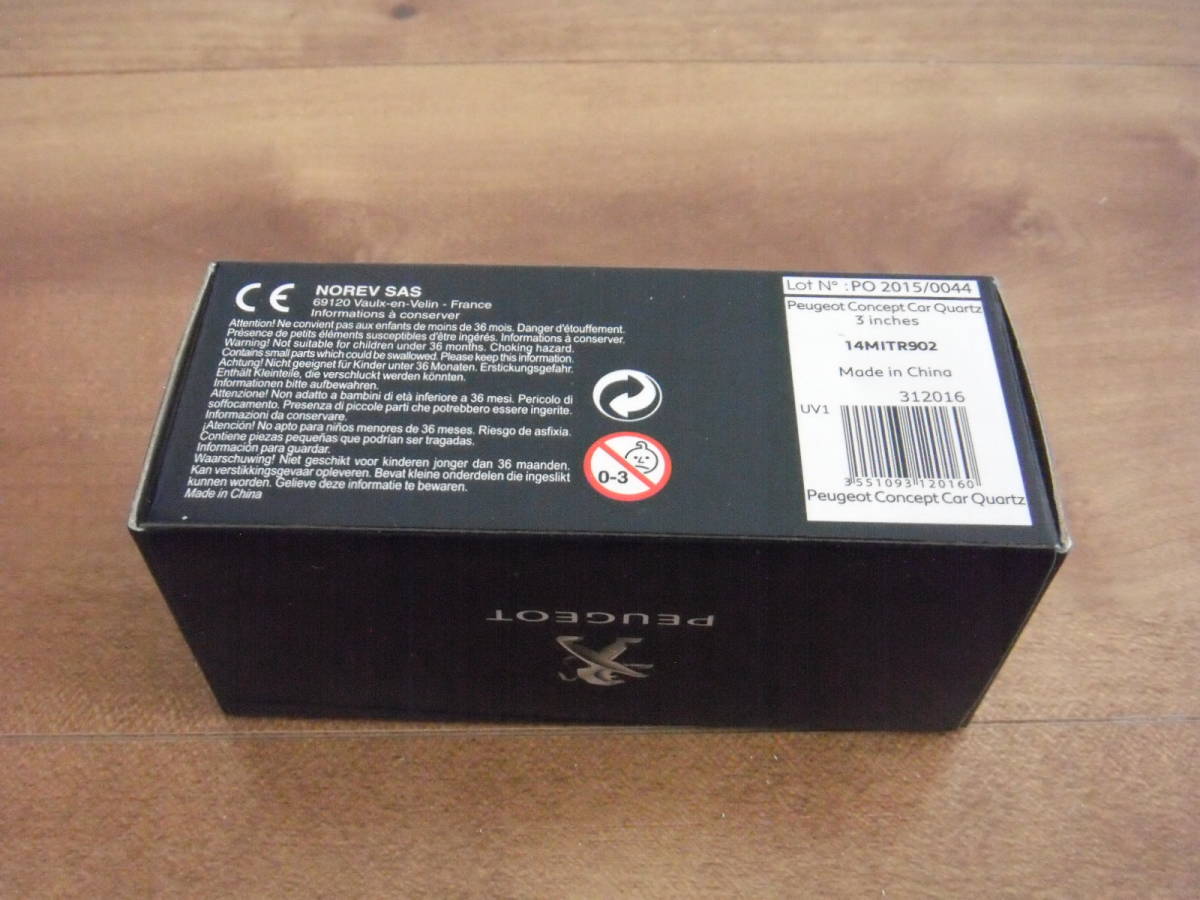 CE
NOREV SAS
69120 Vaulx-en-Velin - France
Informations à conserver
Attention! Ne convient pas aux enfants de moins de 36 mois. Danger d'étouffement.
Présence de petits éléments susceptibles d'être ingérés. Informations à conserver.
Warning! Not suitable for children under 36 months. Choking hazard.
Contains small parts which could be swallowed. Please keep this information.
Achtung! Nicht geeignet für Kinder unter 36 Monaten. Erstickungsgefahr.
Enthält Kleinteile, die verschluckt werden könnten.
Informationen bitte aufbewahren.
Attenzione! Non adatto a bambini di età inferiore a 36 mesi. Pericolo di
soffocamento. Presenza di piccole parti che potrebbero essere ingerite.
Informazioni da conservare.
¡Atención! No apto para niños menores de 36 meses. Riesgo de asfixia.
Contiene piezas pequeñas que podrían ser tragadas.
Información para guardar.
Waarschuwing! Niet geschikt voor kinderen jonger dan 36 maanden.
Kan verstikkingsgevaar opleveren. Bevat kleine onderdelen die ingeslikt
kunnen worden. Gelieve deze informatie te bewaren.
Made in China
0-3
Lot N° : PO 2015/0044
Peugeot Concept Car Quartz
3 inches
14MITR902
Made in China
312016
UV1
3 551093 120160
Peugeot Concept Car Quartz
PEUGEOT